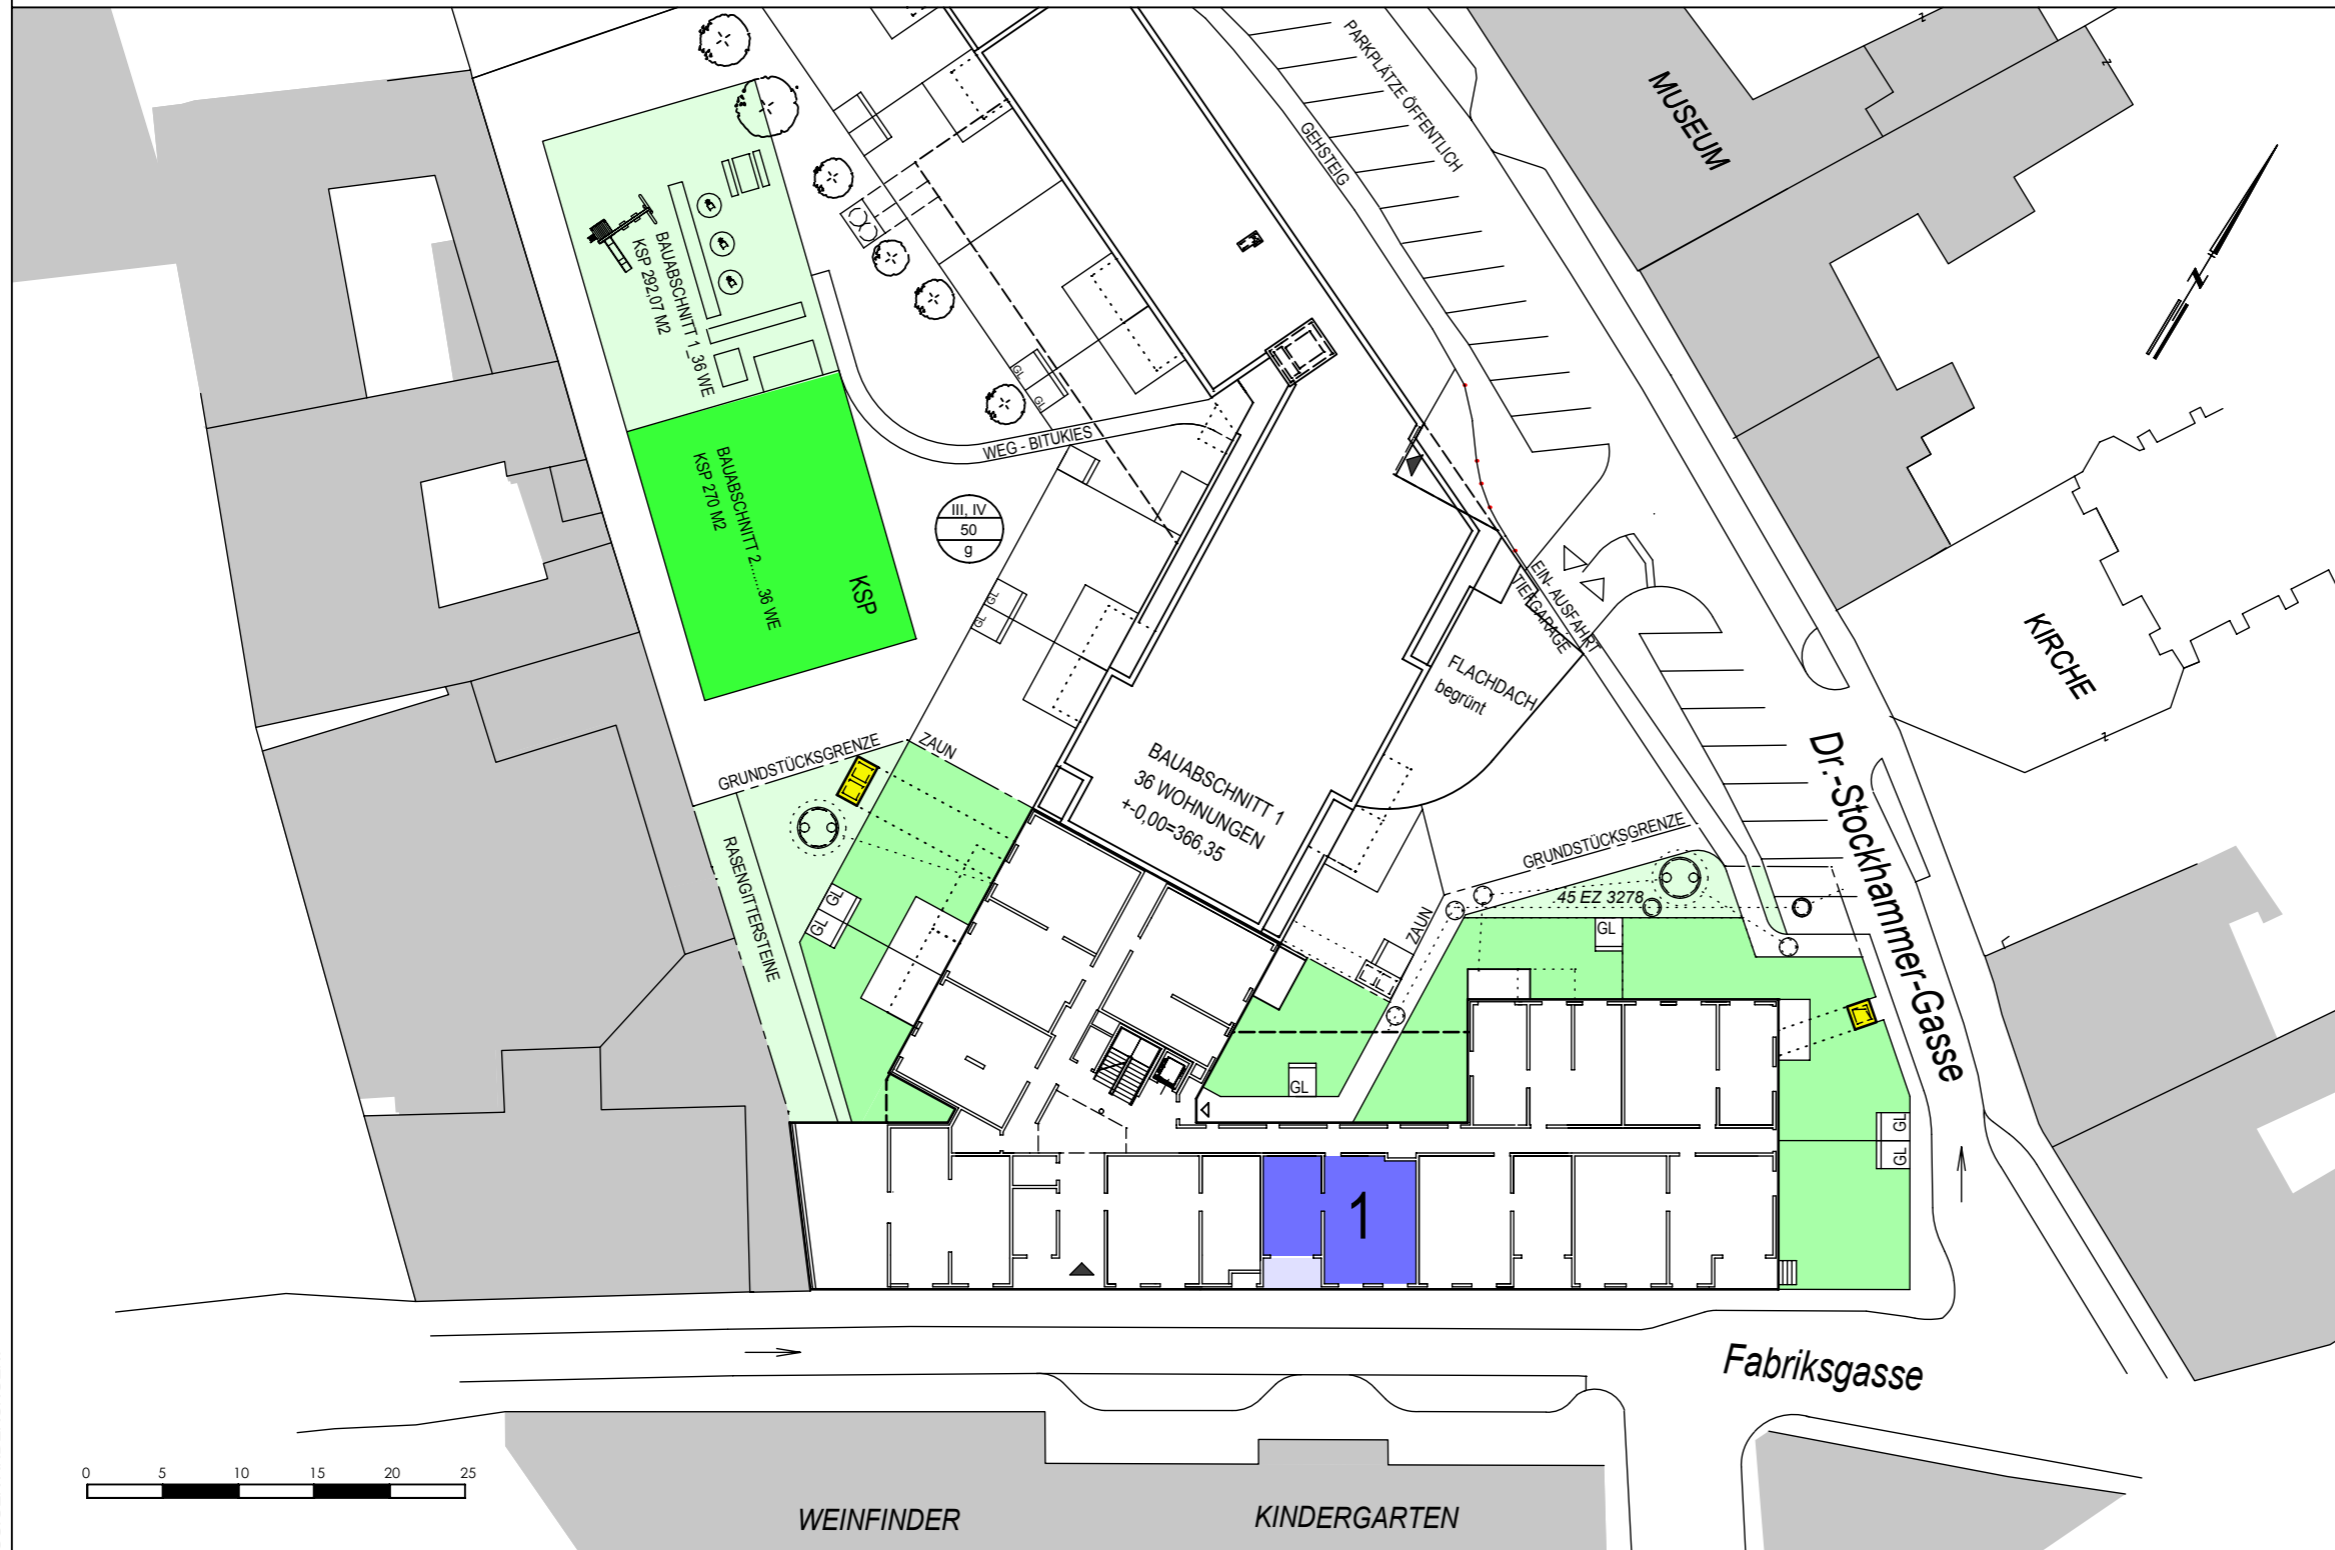 PARKPLÄTZE ÖFFENTLICH
GEHSTEIG
MUSEUM
BAUABSCHNITT 1_36 WE
KSP 292,07 M2
N
GL
GL
WEG - BITUKIES
BAUABSCHNITT 2........36 WE
KSP 270 M2
KSP
III, IV
50
g
GL
GL
EIN- AUSFAHRT
TIEFGARAGE
KIRCHE
FLACHDACH
begrünt
GRUNDSTÜCKSGRENZE
ZAUN
BAUABSCHNITT 1
36 WOHNUNGEN
+-0,00=366,35
Dr.-Stockhammer-Gasse
GRUNDSTÜCKSGRENZE
RASENGITTERSTEINE
45 EZ 3278
ZAUN
GL
GL
GL
GL
GL
GL
1
Fabriksgasse
0 5 10 15 20 25
WEINFINDER
KINDERGARTEN